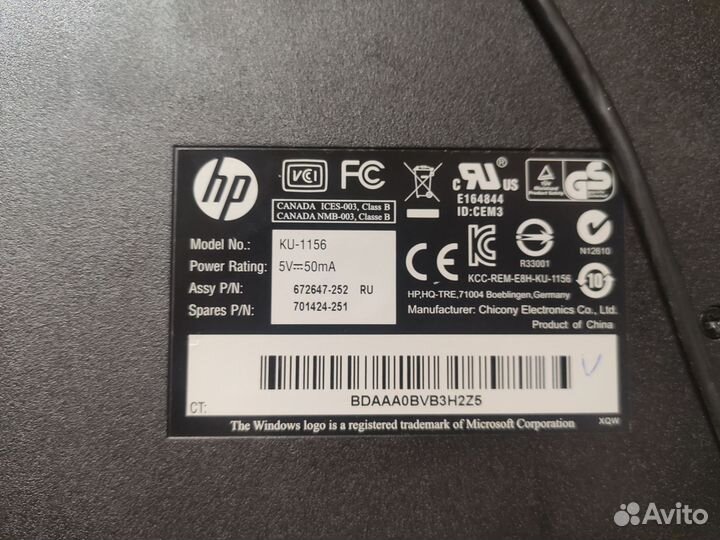 hp
VCI
FC
c RU us ®
E164844
ID:CEM3
TÜV
GS
CANADA ICES-003, Class B
CANADA NMB-003, Classe B
N12610
R33001
CE
KCC-REM-E8H-KU-1156
10
Model No.: KU-1156
Power Rating: 5V⎓50mA
Assy P/N: 672647-252 RU
Spares P/N: 701424-251
HP,HQ-TRE,71004 Boeblingen,Germany
Manufacturer: Chicony Electronics Co., Ltd.
Product of China
V
CT: BDAAA0BVB3H2Z5
The Windows logo is a registered trademark of Microsoft Corporation
XQW
Avito